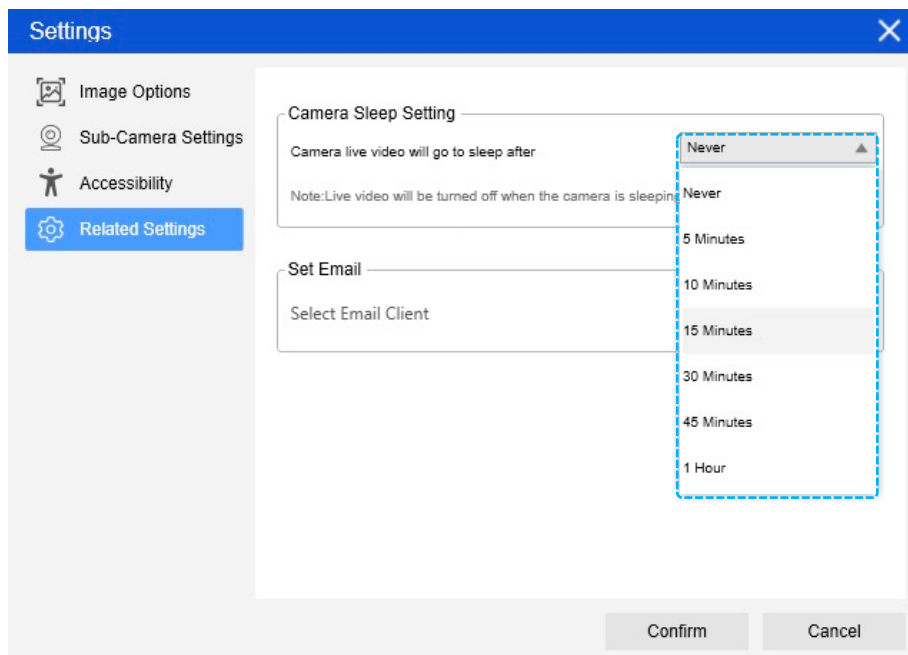 Settings
Image Options
Sub-Camera Settings
Accessibility
Related Settings
Camera Sleep Setting
Camera live video will go to sleep after
Never
Note:Live video will be turned off when the camera is sleeping
Never
5 Minutes
10 Minutes
15 Minutes
30 Minutes
45 Minutes
1 Hour
Set Email
Select Email Client
Confirm
Cancel